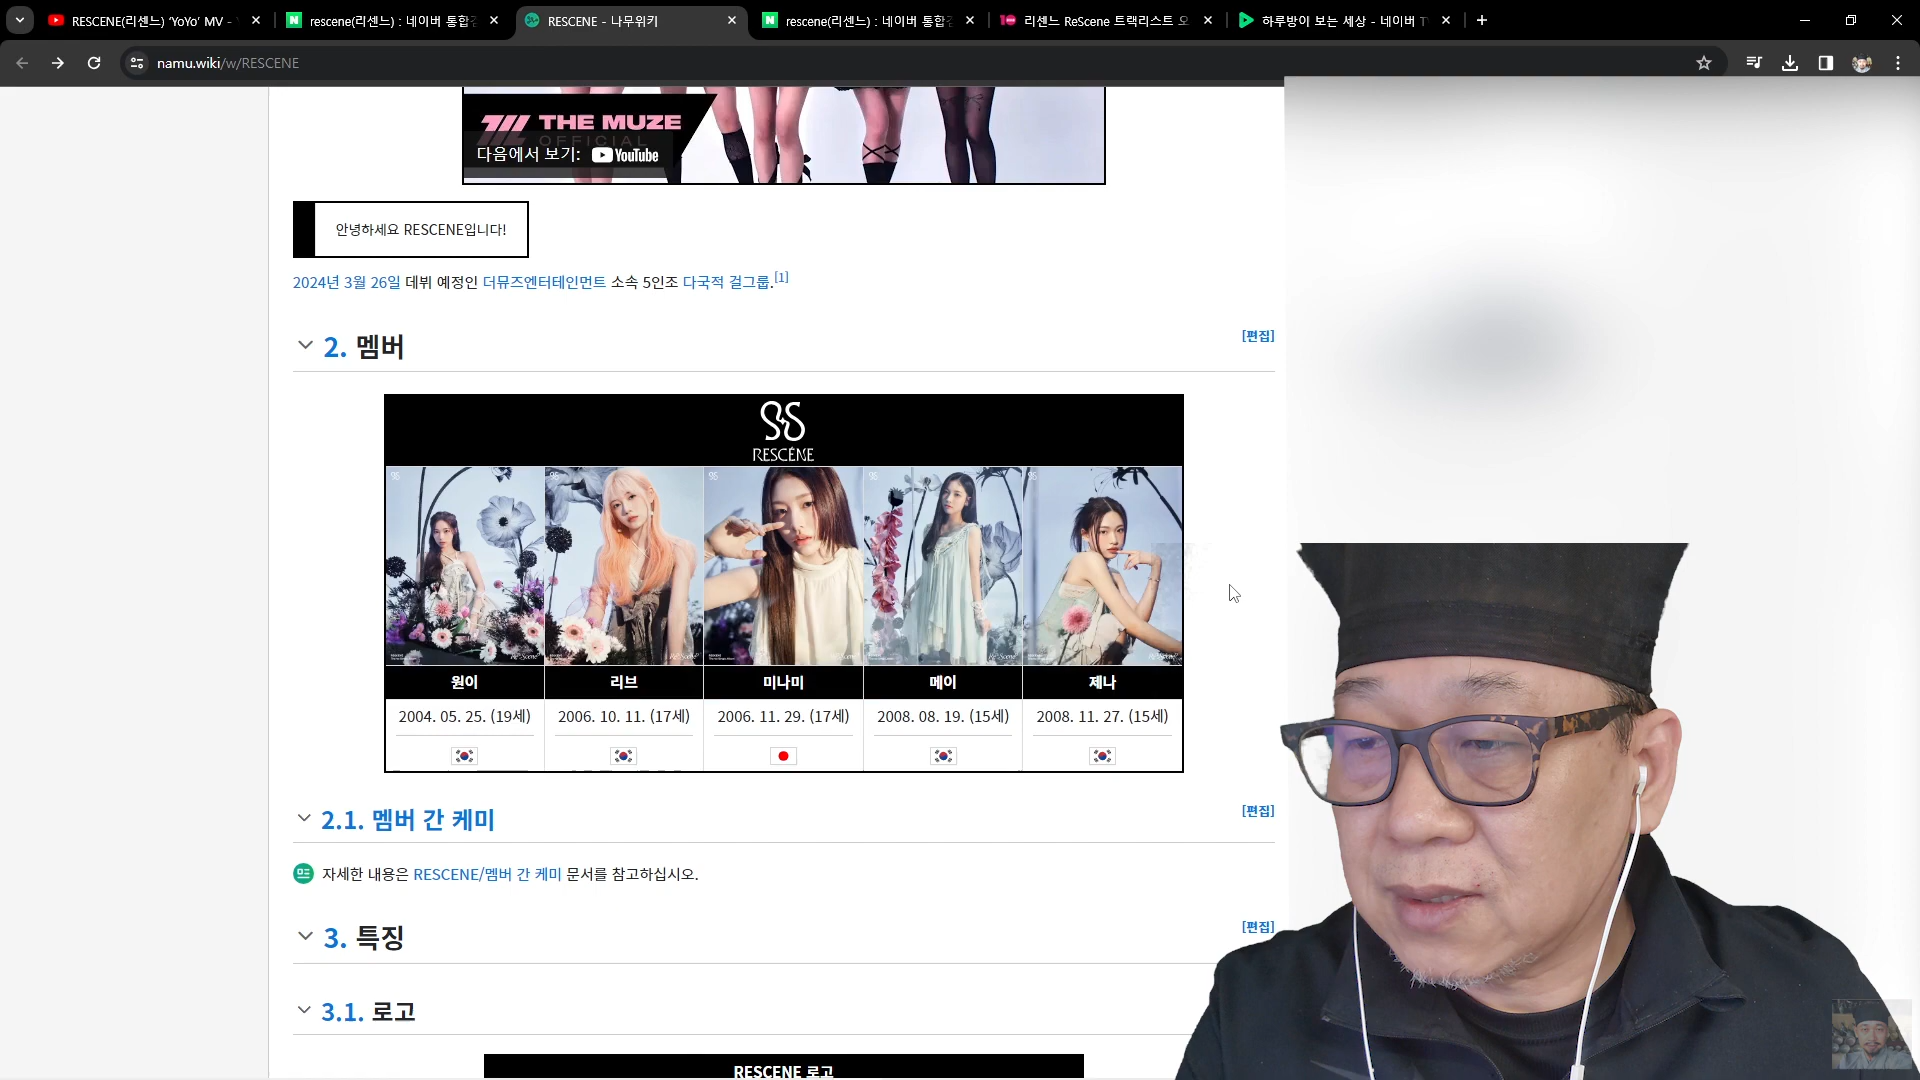 RESCENE(리센느) ‘YoYo’ MV -
rescene(리센느) : 네이버 통합검
RESCENE - 나무위키
rescene(리센느) : 네이버 통합검
리센느 ReScene 트랙리스트 오
하루방이 보는 세상 - 네이버 T
namu.wiki/w/RESCENE
THE MUZE
OFFICIAL
다음에서 보기: YouTube
안녕하세요 RESCENE입니다!
2024년 3월 26일 데뷔 예정인 더뮤즈엔터테인먼트 소속 5인조 다국적 걸그룹.[1]
2. 멤버
[편집]
RESCÈNE
원이 리브 미나미 메이 제나
2004. 05. 25. (19세) 2006. 10. 11. (17세) 2006. 11. 29. (17세) 2008. 08. 19. (15세) 2008. 11. 27. (15세)
2.1. 멤버 간 케미
[편집]
자세한 내용은 RESCENE/멤버 간 케미 문서를 참고하십시오.
3. 특징
[편집]
3.1. 로고
RESCENE 로고